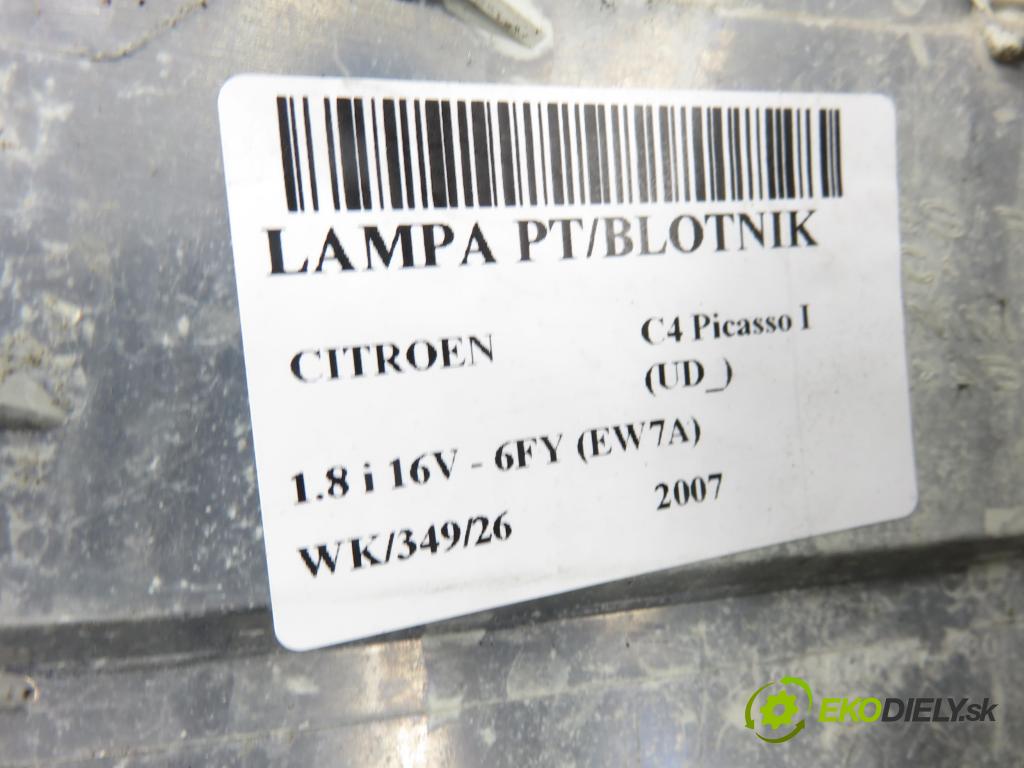 LAMPA PT/BLOTNIK
CITROEN
C4 Picasso I
(UD_)
1.8 i 16V - 6FY (EW7A)
WK/349/26
2007
EKODIELY.sk